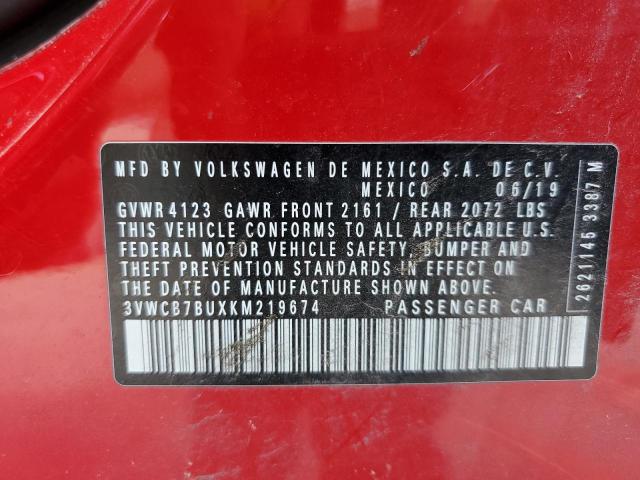 MFD BY VOLKSWAGEN DE MEXICO S.A. DE C.V.
MEXICO 06/19
GVWR 4123 GAWR FRONT 2161 / REAR 2072 LBS
THIS VEHICLE CONFORMS TO ALL APPLICABLE U.S.
FEDERAL MOTOR VEHICLE SAFETY, BUMPER AND
THEFT PREVENTION STANDARDS IN EFFECT ON
THE DATE OF MANUFACTURE SHOWN ABOVE.
3VWCB7BUXKM219674 PASSENGER CAR
2621145 3387 M